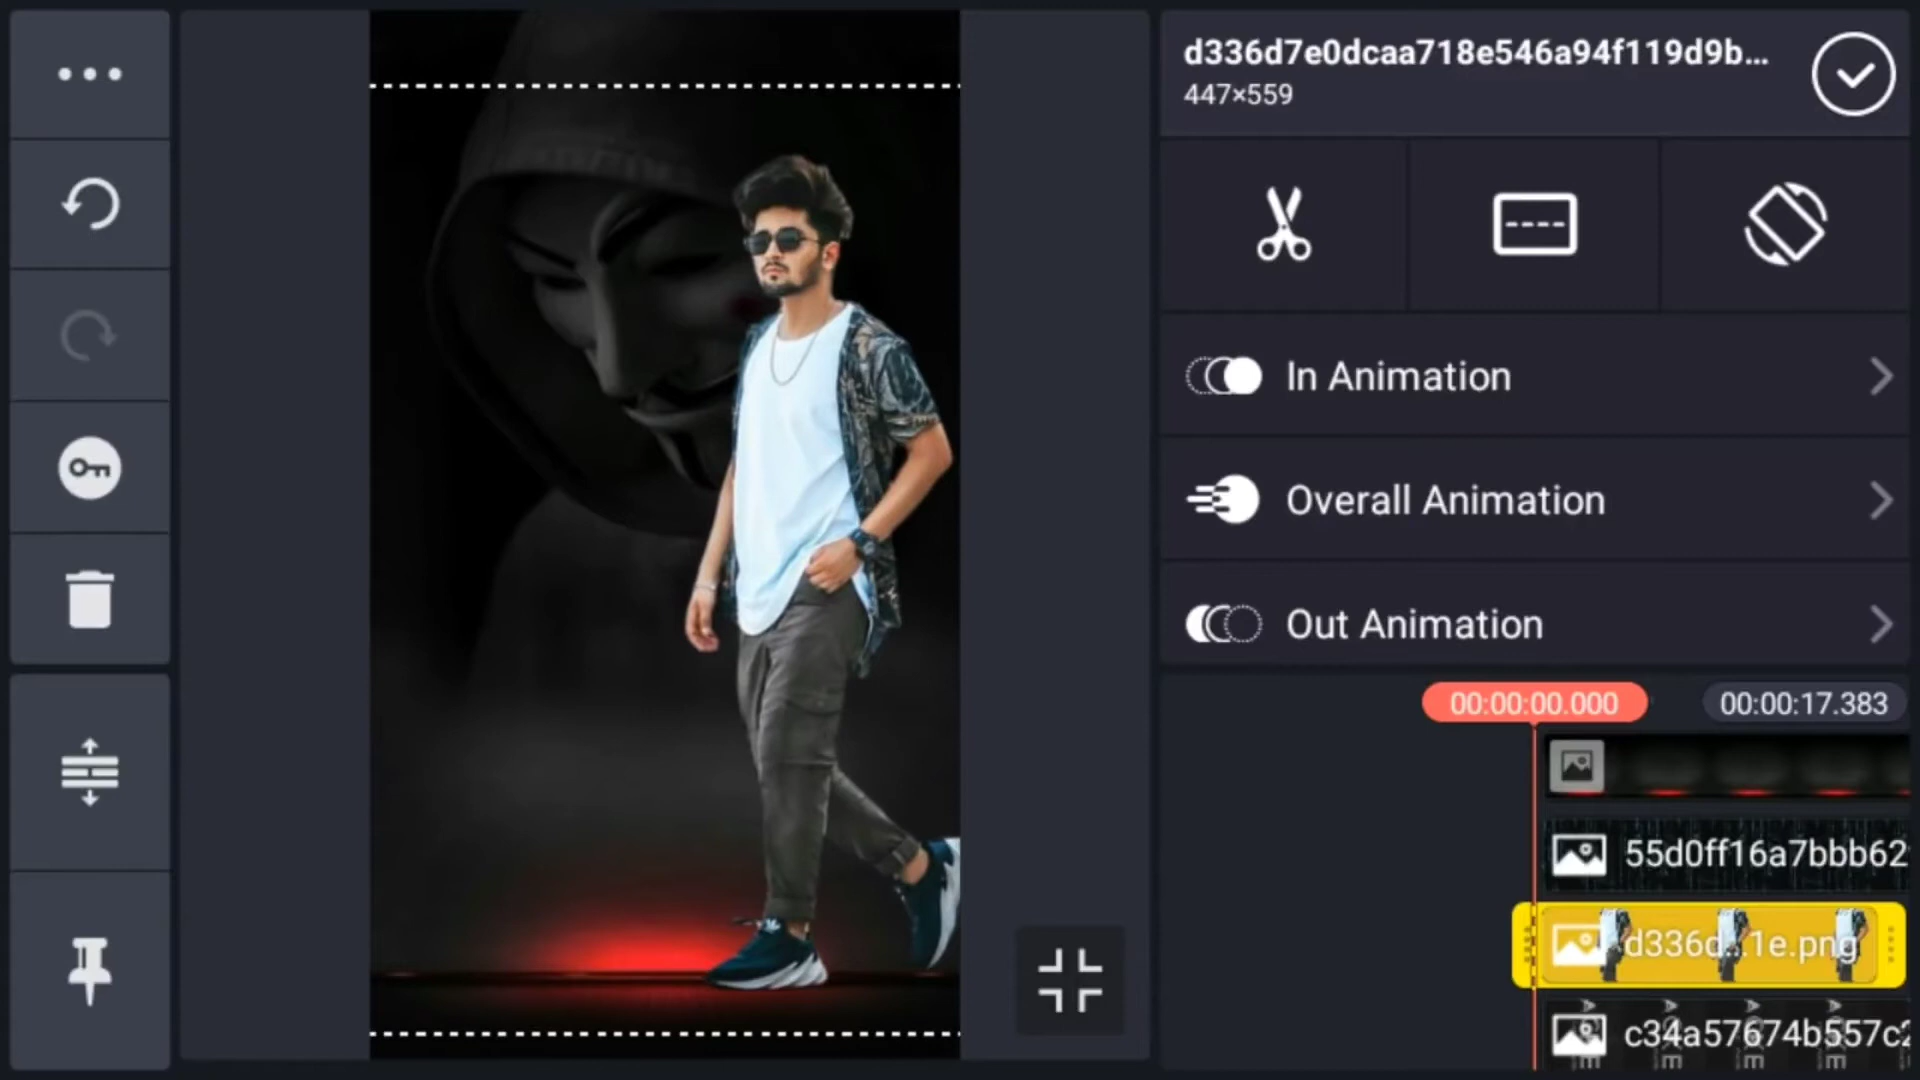 d336d7e0dcaa718e546a94f119d9b...
447×559
In Animation
Overall Animation
Out Animation
00:00:00.000
00:00:17.383
55d0ff16a7bbb62
d336d...1e.png
c34a57674b557c2